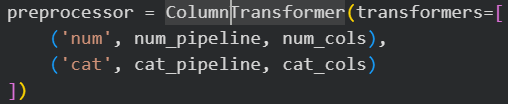 preprocessor = ColumnTransformer(transformers=[
    ('num', num_pipeline, num_cols),
    ('cat', cat_pipeline, cat_cols)
])